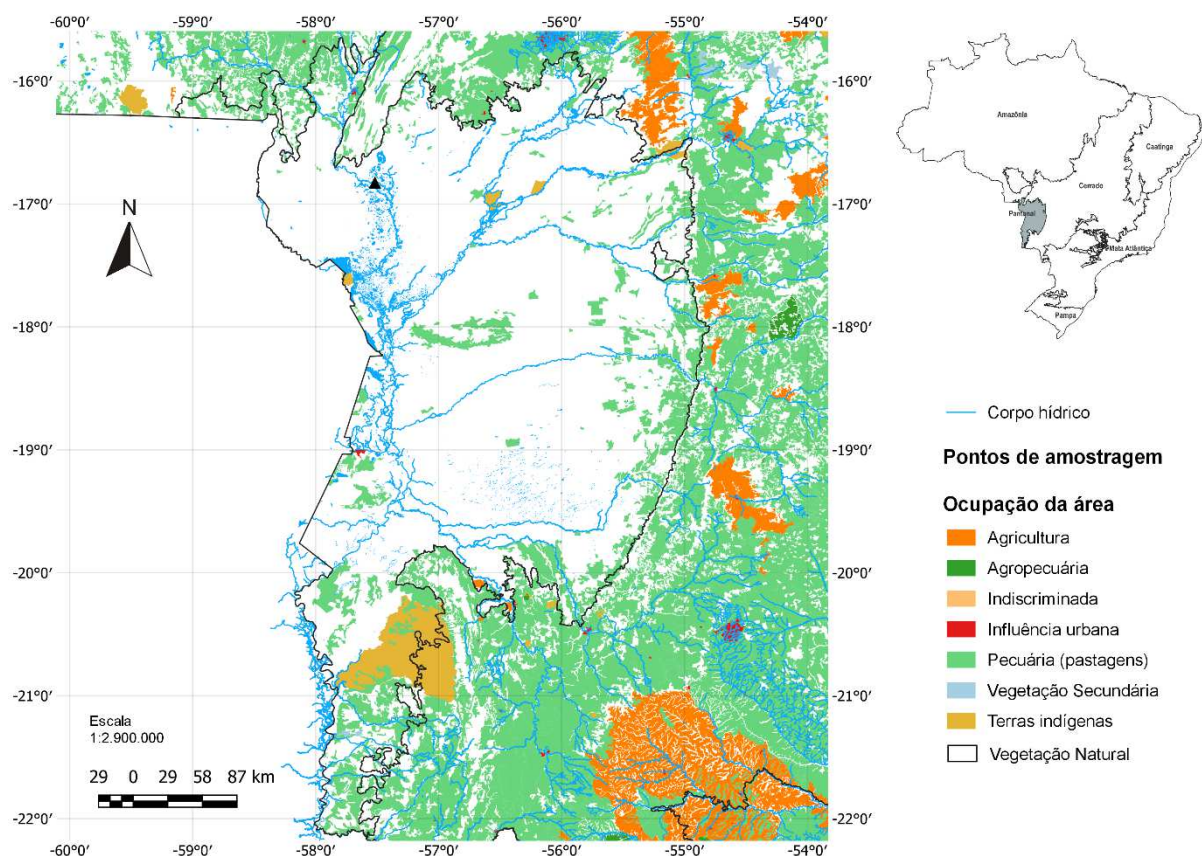 -60°0' -59°0' -58°0' -57°0' -56°0' -55°0' -54°0'
-16°0'
-17°0'
-18°0'
-19°0'
-20°0'
-21°0'
-22°0'
N
Escala
1:2.900.000
29 0 29 58 87 km
-16°0'
-17°0'
-18°0'
-19°0'
-20°0'
-21°0'
-22°0'
-60°0' -59°0' -58°0' -57°0' -56°0' -55°0' -54°0'
Amazônia
Caatinga
Cerrado
Pantanal
Mata Atlântica
Pampa
Corpo hídrico
Pontos de amostragem
Ocupação da área
Agricultura
Agropecuária
Indiscriminada
Influência urbana
Pecuária (pastagens)
Vegetação Secundária
Terras indígenas
Vegetação Natural